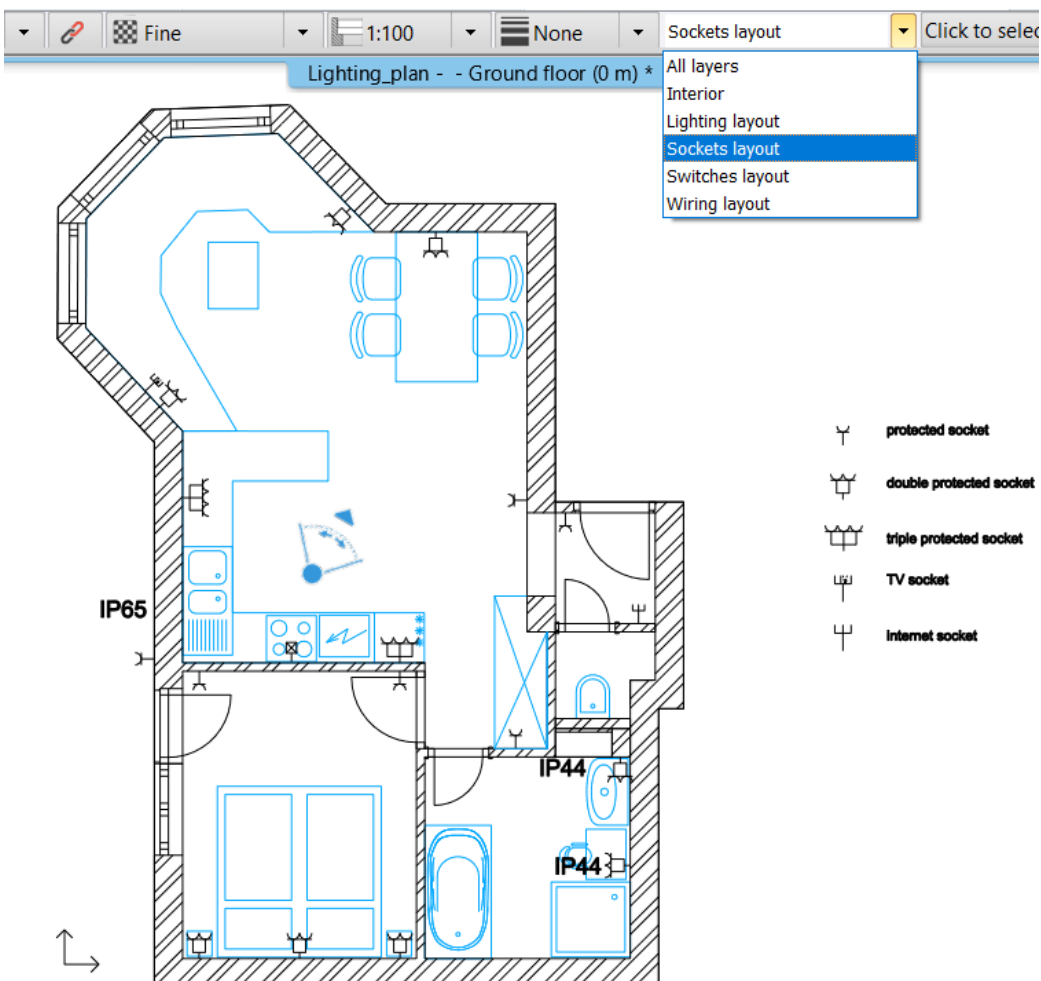 Fine
1:100
None
Sockets layout
Click to selec
Lighting_plan - - Ground floor (0 m) *
All layers
Interior
Lighting layout
Sockets layout
Switches layout
Wiring layout
protected socket
double protected socket
triple protected socket
TV socket
internet socket
IP65
IP44
IP44